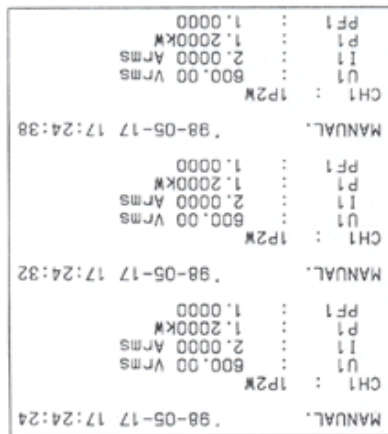 MANUAL. '98-05-17 17:24:24
CH1 : 1P2W
U1 : 600.00 Vrms
I1 : 2.0000 Arms
P1 : 1.2000kW
PF1 : 1.0000
MANUAL. '98-05-17 17:24:32
CH1 : 1P2W
U1 : 600.00 Vrms
I1 : 2.0000 Arms
P1 : 1.2000kW
PF1 : 1.0000
MANUAL. '98-05-17 17:24:38
CH1 : 1P2W
U1 : 600.00 Vrms
I1 : 2.0000 Arms
P1 : 1.2000kW
PF1 : 1.0000